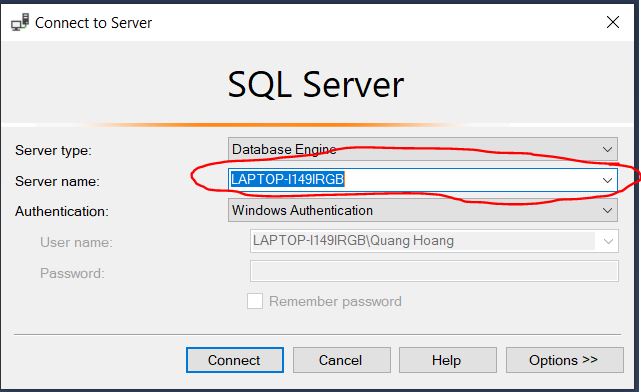 Connect to Server
SQL Server
Server type: Database Engine
Server name: LAPTOP-I149IRGB
Authentication: Windows Authentication
User name: LAPTOP-I149IRGB\Quang Hoang
Password:
Remember password
Connect Cancel Help Options >>